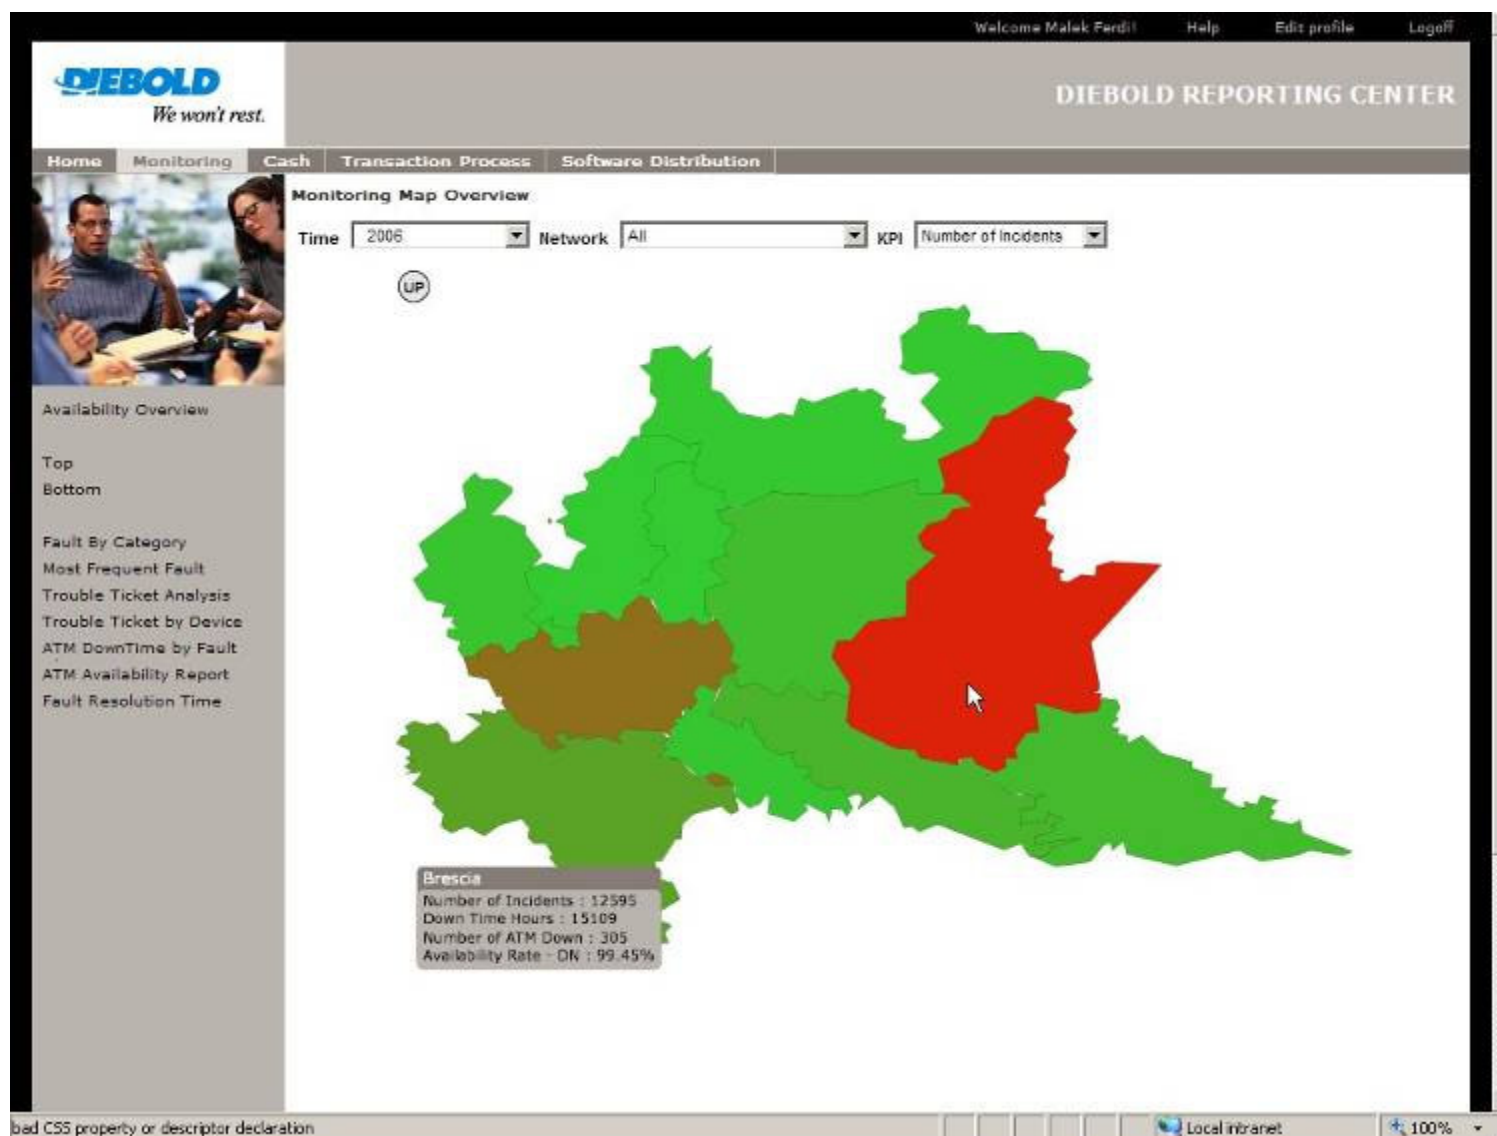 Welcome Malek Ferdi! Help Edit profile Logoff
DIEBOLD
We won't rest.
DIEBOLD REPORTING CENTER
Home Monitoring Cash Transaction Process Software Distribution
Monitoring Map Overview
Time 2006 Network All KPI Number of Incidents
UP
Availability Overview
Top
Bottom
Fault By Category
Most Frequent Fault
Trouble Ticket Analysis
Trouble Ticket by Device
ATM DownTime by Fault
ATM Availability Report
Fault Resolution Time
Brescia
Number of Incidents : 12595
Down Time Hours : 15109
Number of ATM Down : 305
Availability Rate - DN : 99.45%
bad CSS property or descriptor declaration Local intranet 100%